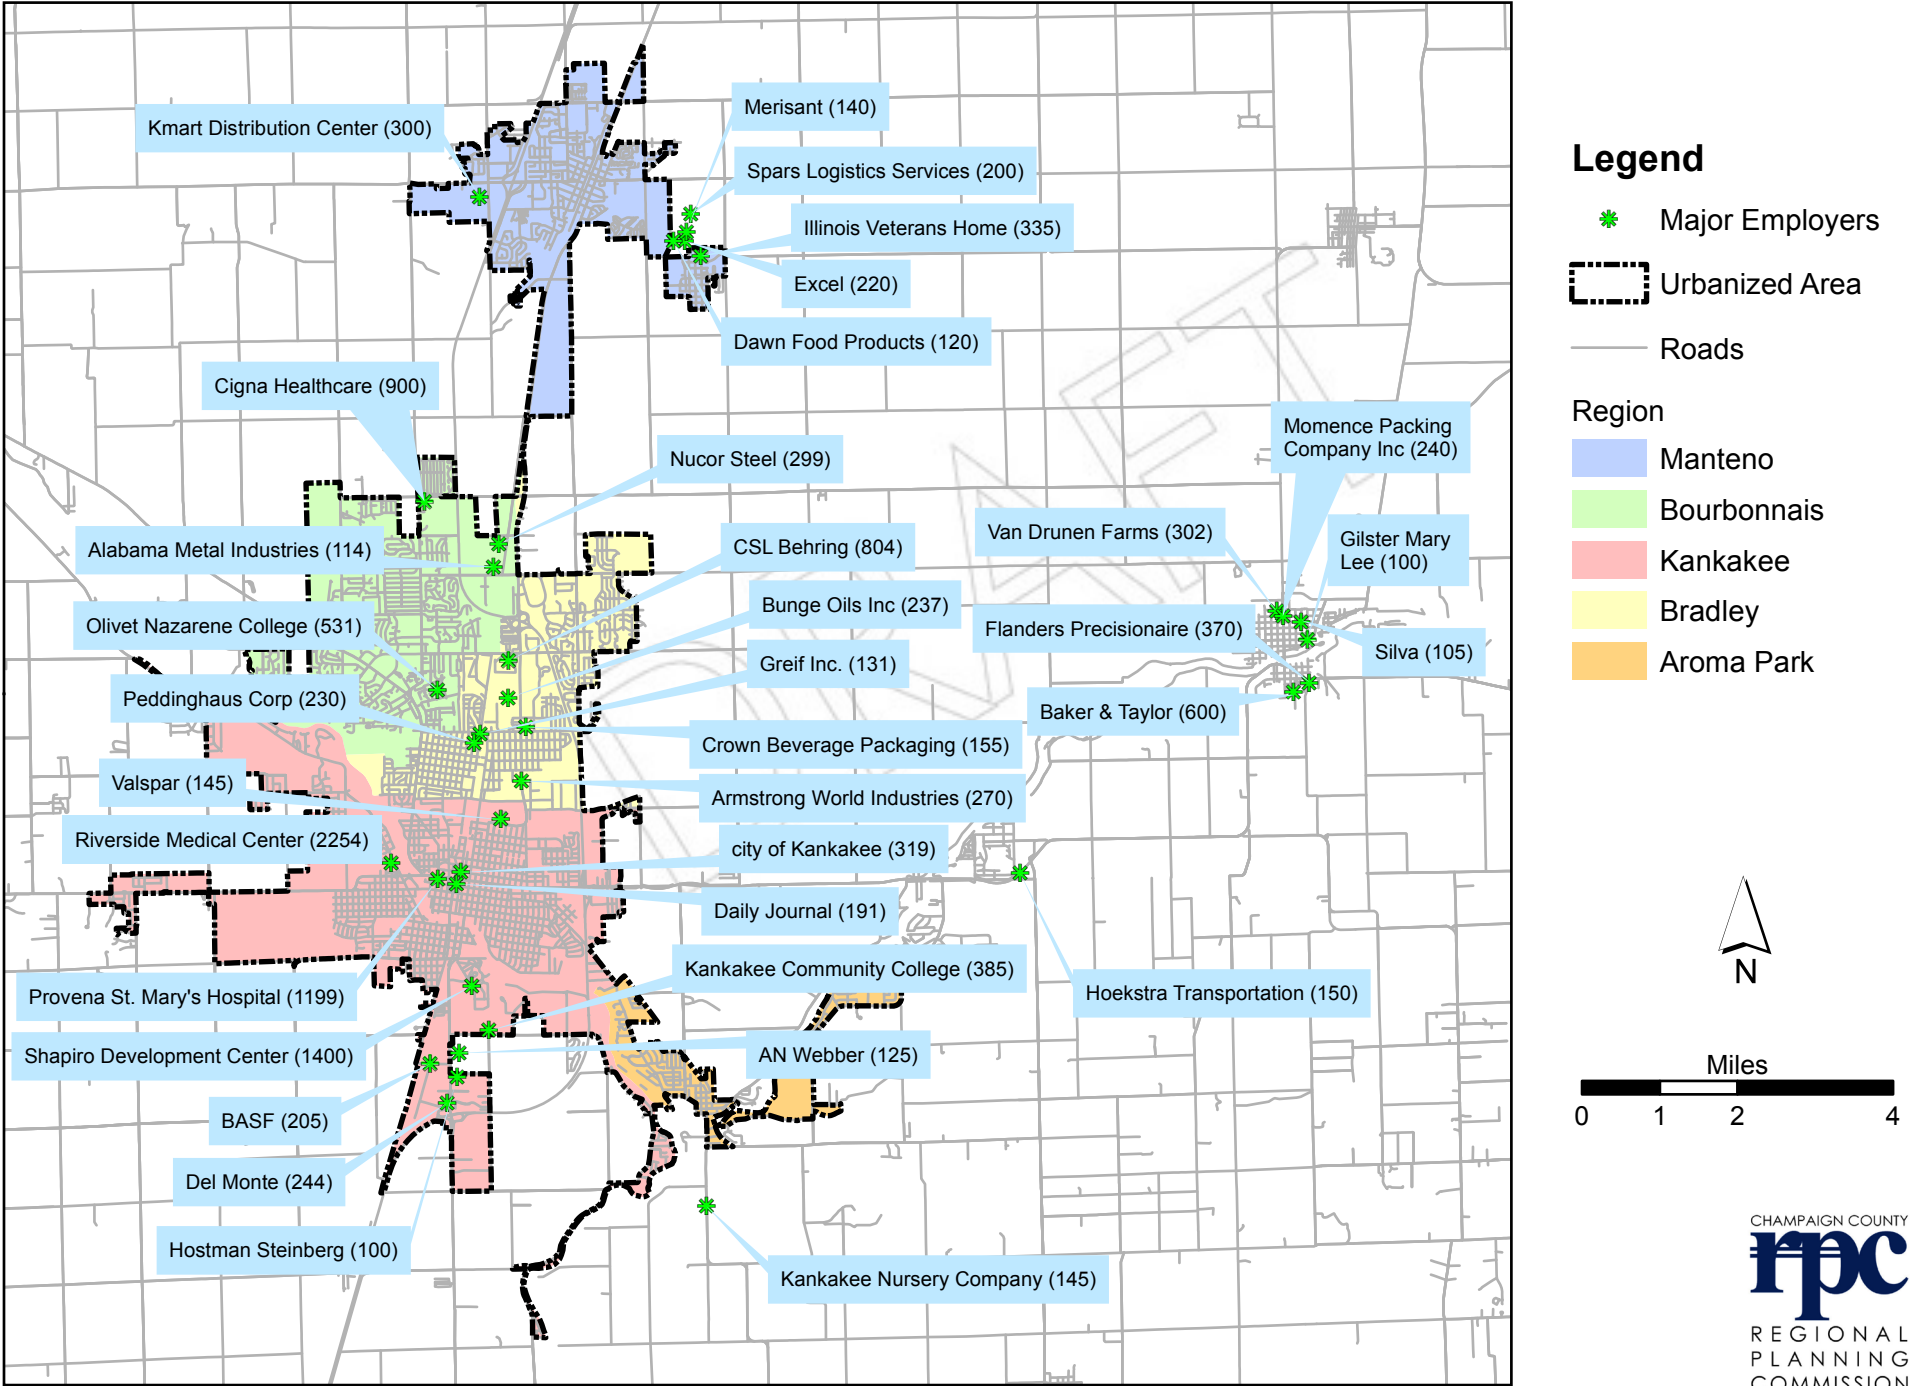 Kmart Distribution Center (300)
Merisant (140)
Spars Logistics Services (200)
Illinois Veterans Home (335)
Excel (220)
Dawn Food Products (120)
Cigna Healthcare (900)
Nucor Steel (299)
Momence Packing
Company Inc (240)
Alabama Metal Industries (114)
CSL Behring (804)
Van Drunen Farms (302)
Gilster Mary
Lee (100)
Olivet Nazarene College (531)
Bunge Oils Inc (237)
Flanders Precisionaire (370)
Silva (105)
Greif Inc. (131)
Peddinghaus Corp (230)
Baker & Taylor (600)
Crown Beverage Packaging (155)
Valspar (145)
Armstrong World Industries (270)
Riverside Medical Center (2254)
city of Kankakee (319)
Daily Journal (191)
Kankakee Community College (385)
Provena St. Mary's Hospital (1199)
Hoekstra Transportation (150)
Shapiro Development Center (1400)
AN Webber (125)
BASF (205)
Del Monte (244)
Hostman Steinberg (100)
Kankakee Nursery Company (145)
DRAFT
Legend
Major Employers
Urbanized Area
Roads
Region
Manteno
Bourbonnais
Kankakee
Bradley
Aroma Park
N
Miles
0 1 2 4
CHAMPAIGN COUNTY
rpc
REGIONAL
PLANNING
COMMISSION